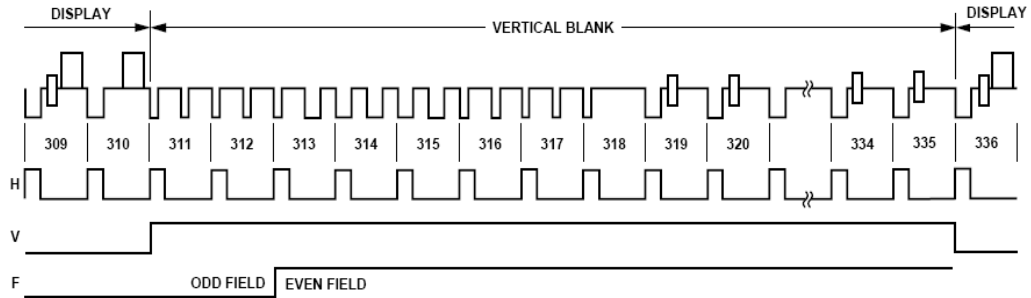 DISPLAY VERTICAL BLANK DISPLAY
309 310 311 312 313 314 315 316 317 318 319 320 334 335 336
H
V
F ODD FIELD EVEN FIELD